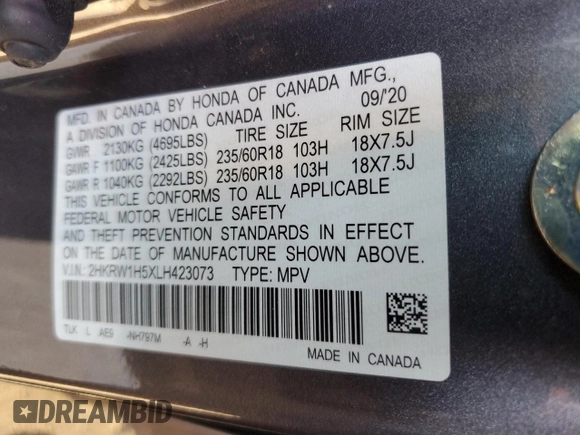 MFD. IN CANADA BY HONDA OF CANADA MFG.,
A DIVISION OF HONDA CANADA INC. 09/'20
GVWR 2130KG (4695LBS) TIRE SIZE RIM SIZE
GAWR F 1100KG (2425LBS) 235/60R18 103H 18X7.5J
GAWR R 1040KG (2292LBS) 235/60R18 103H 18X7.5J
THIS VEHICLE CONFORMS TO ALL APPLICABLE
FEDERAL MOTOR VEHICLE SAFETY
AND THEFT PREVENTION STANDARDS IN EFFECT
ON THE DATE OF MANUFACTURE SHOWN ABOVE.
V.I.N.: 2HKRW1H5XLH423073 TYPE: MPV
TLK L AE9 -NH797M -A -H
MADE IN CANADA
DREAMBID